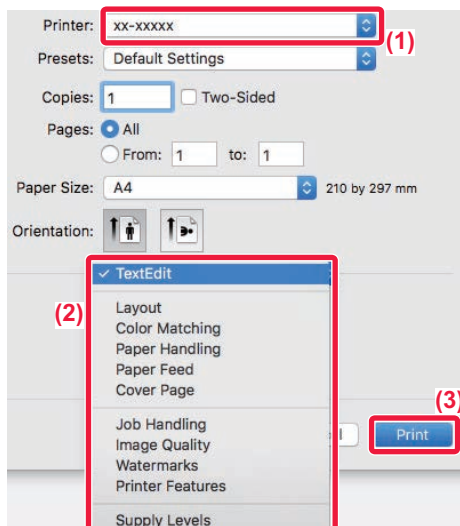 Printer: xx-xxxxx
(1)
Presets: Default Settings
Copies: 1 Two-Sided
Pages: All
From: 1 to: 1
Paper Size: A4 210 by 297 mm
Orientation:
✓ TextEdit
(2)
Layout
Color Matching
Paper Handling
Paper Feed
Cover Page
(3)
Job Handling
Print
Image Quality
Watermarks
Printer Features
Supply Levels